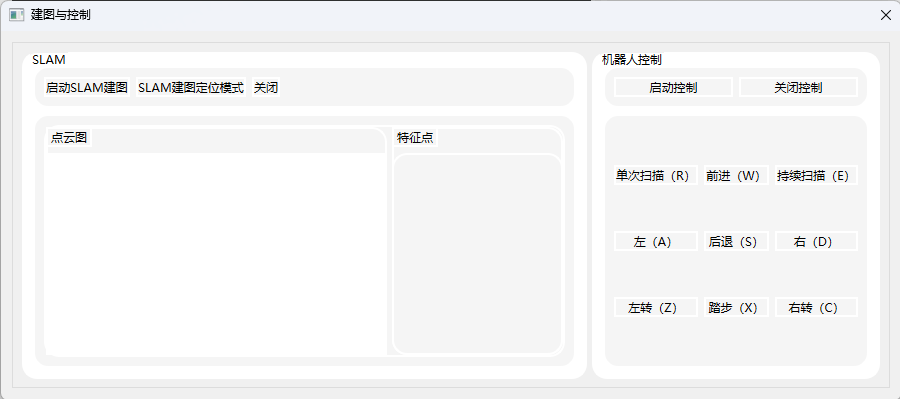 建图与控制
SLAM
启动SLAM建图 SLAM建图定位模式 关闭
点云图
特征点
机器人控制
启动控制 关闭控制
单次扫描（R） 前进（W） 持续扫描（E）
左（A） 后退（S） 右（D）
左转（Z） 踏步（X） 右转（C）